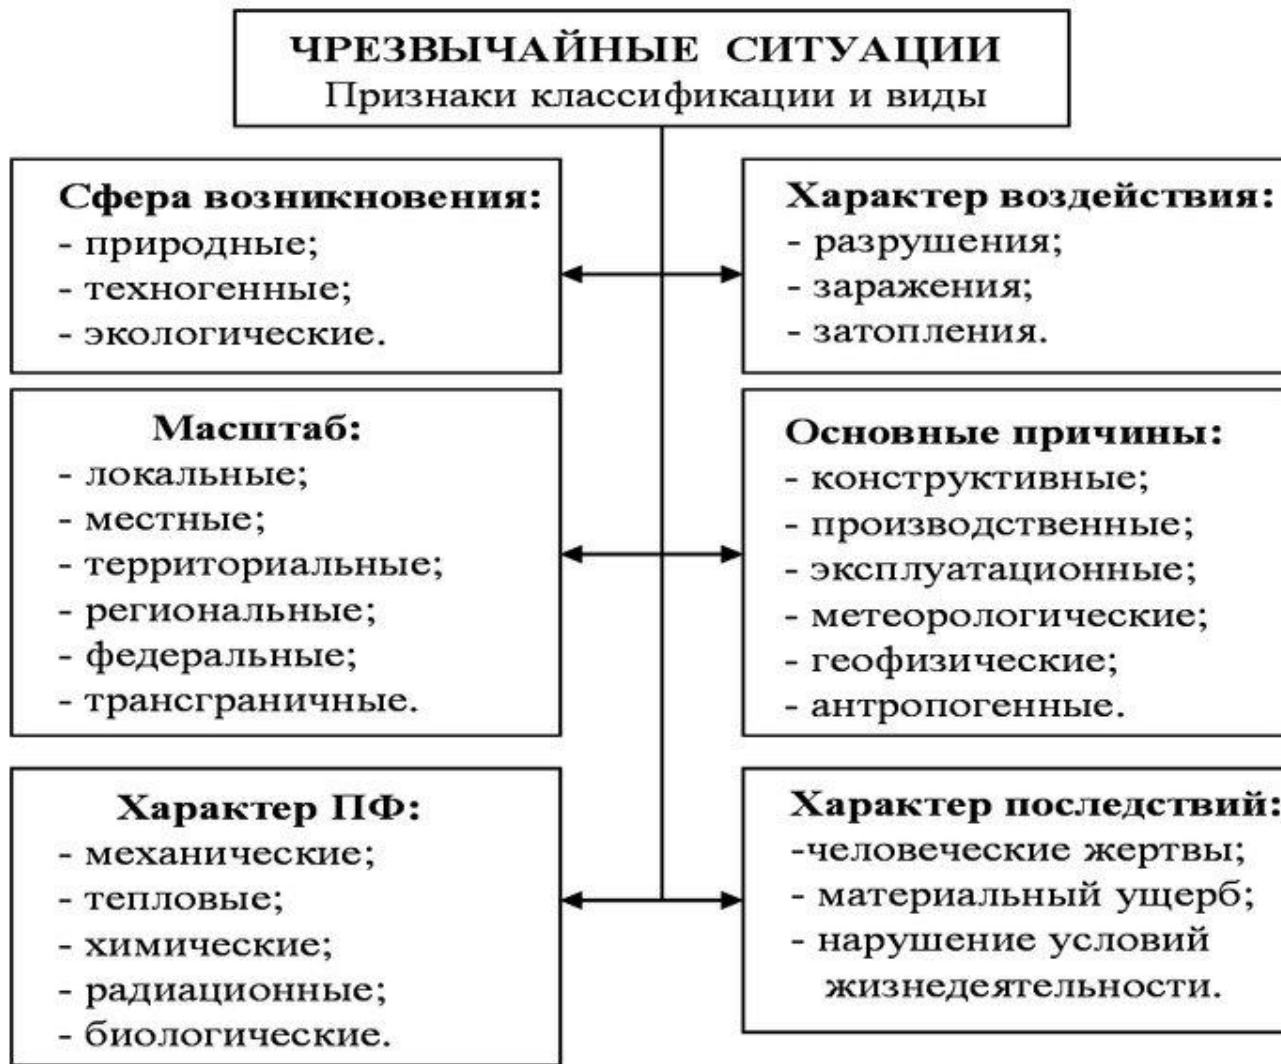 ЧРЕЗВЫЧАЙНЫЕ СИТУАЦИИ
Признаки классификации и виды
Сфера возникновения:
- природные;
- техногенные;
- экологические.
Характер воздействия:
- разрушения;
- заражения;
- затопления.
Масштаб:
- локальные;
- местные;
- территориальные;
- региональные;
- федеральные;
- трансграничные.
Основные причины:
- конструктивные;
- производственные;
- эксплуатационные;
- метеорологические;
- геофизические;
- антропогенные.
Характер ПФ:
- механические;
- тепловые;
- химические;
- радиационные;
- биологические.
Характер последствий:
-человеческие жертвы;
- материальный ущерб;
- нарушение условий
жизнедеятельности.